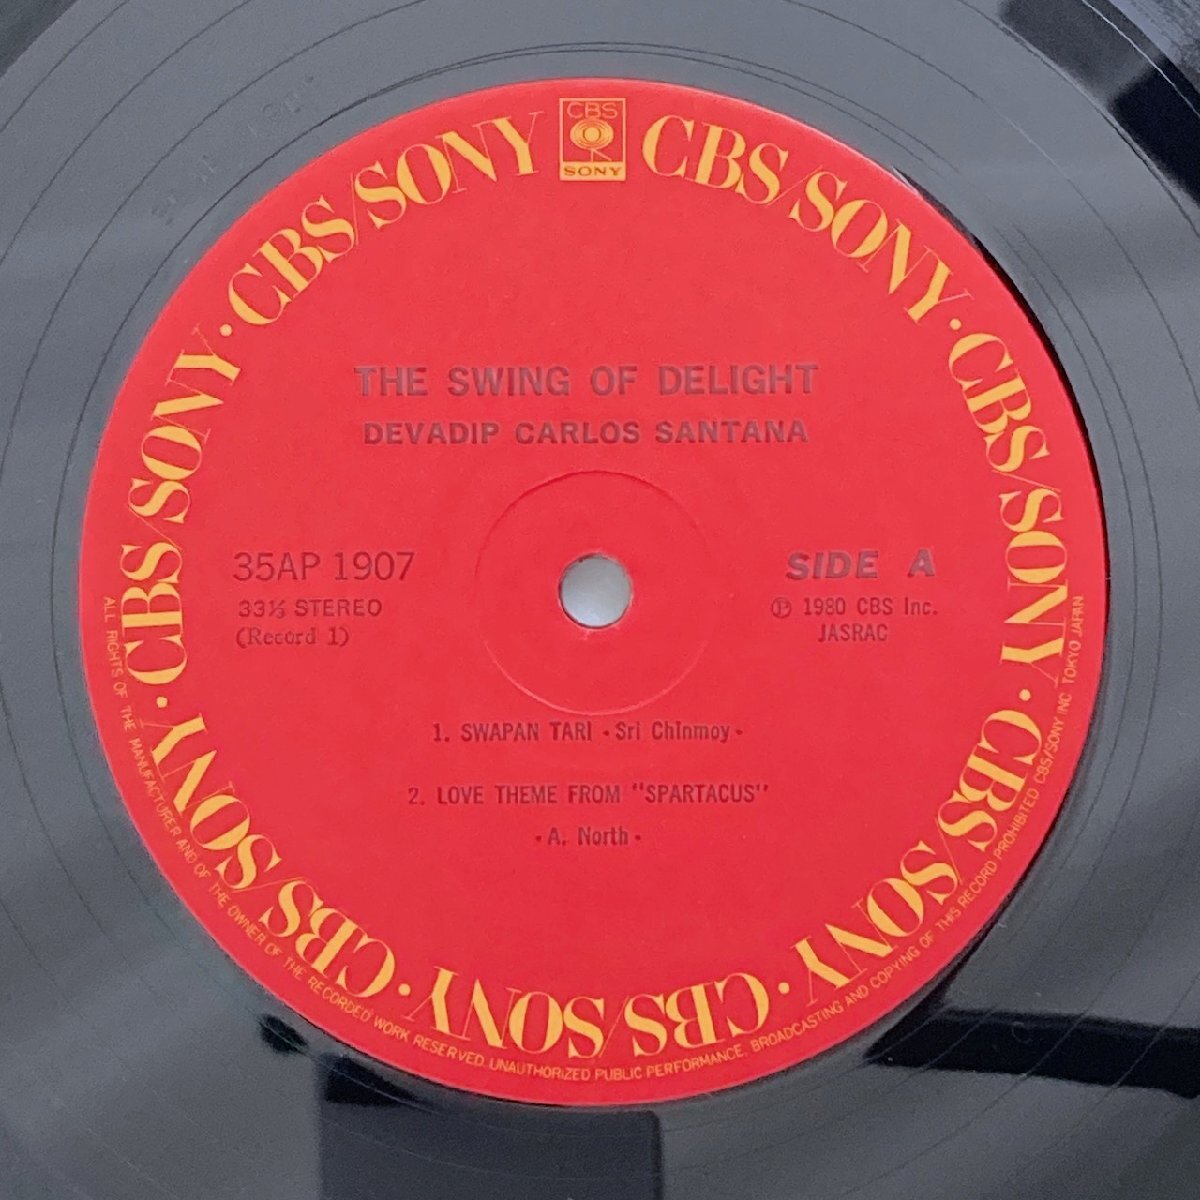 CBS
SONY
CBS/SONY · CBS/SONY · CBS/SONY · CBS/SONY · CBS/SONY · CBS/SONY · CBS/SONY · CBS/SONY
THE SWING OF DELIGHT
DEVADIP CARLOS SANTANA
35AP 1907
33⅓ STEREO
(Record 1)
SIDE A
℗ 1980 CBS Inc.
JASRAC
1. SWAPAN TARI · Sri Chinmoy ·
2. LOVE THEME FROM "SPARTACUS"
· A. North ·
ALL RIGHTS OF THE MANUFACTURER AND OF THE OWNER OF THE RECORDED WORK RESERVED. UNAUTHORIZED PUBLIC PERFORMANCE, BROADCASTING AND COPYING OF THIS RECORD PROHIBITED CBS/SONY INC TOKYO JAPAN